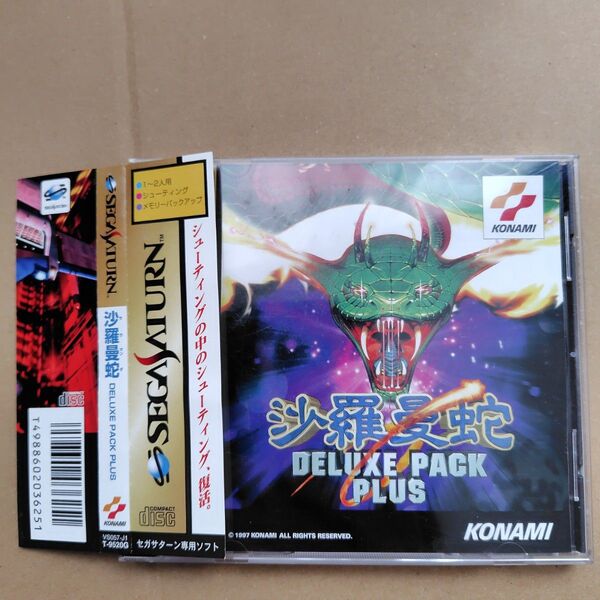 SEGA SATURN
沙羅曼蛇
DELUXE PACK PLUS
KONAMI
VG057-J1
T-9520G
disc
T4988602036251
1〜2人用
シューティング
メモリーバックアップ
SEGA SATURN™
COMPACT
disc
セガサターン専用ソフト
シューティングの中のシューティング、復活。
KONAMI
沙羅曼蛇
DELUXE PACK
PLUS
© 1997 KONAMI ALL RIGHTS RESERVED.
KONAMI